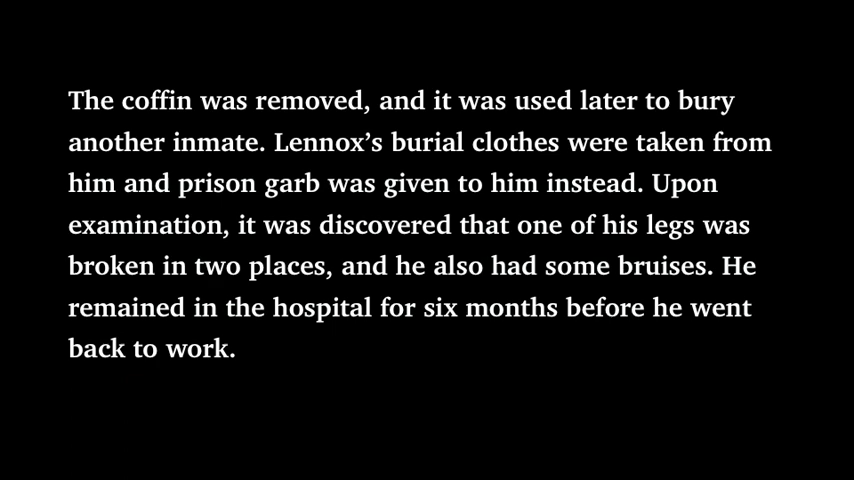 The coffin was removed, and it was used later to bury
another inmate. Lennox’s burial clothes were taken from
him and prison garb was given to him instead. Upon
examination, it was discovered that one of his legs was
broken in two places, and he also had some bruises. He
remained in the hospital for six months before he went
back to work.